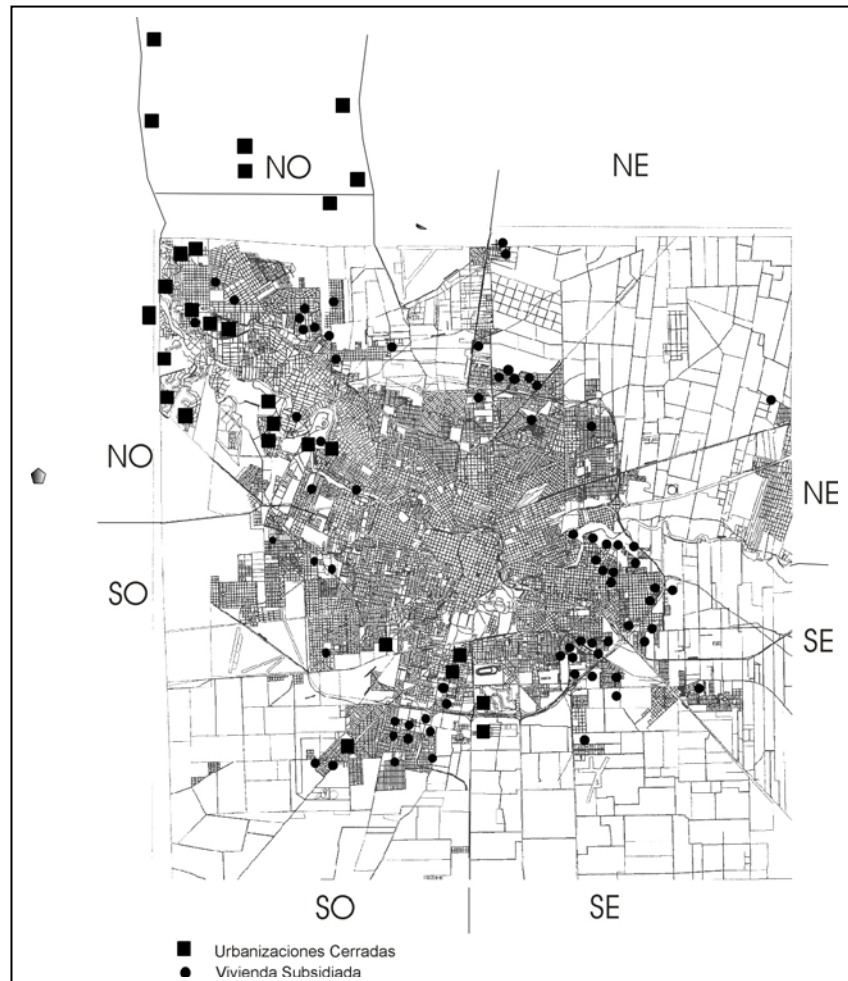 NO
NE
NO
NE
SO
SE
SO
SE
Urbanizaciones Cerradas
Vivienda Subsidiada